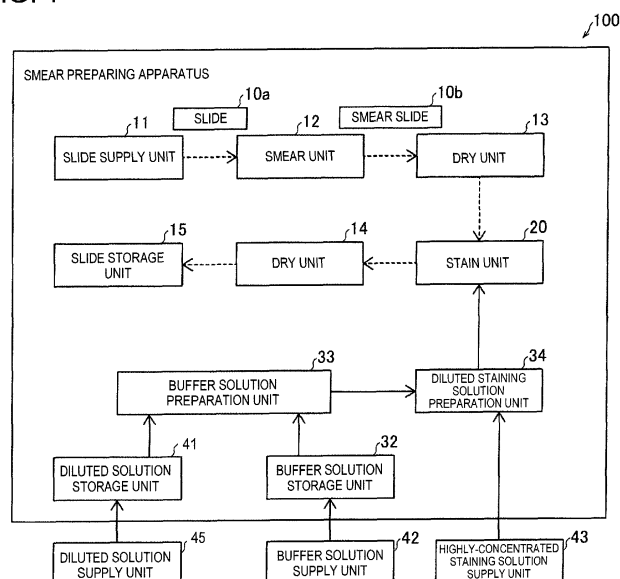 100
SMEAR PREPARING APPARATUS
10a
SLIDE
10b
SMEAR SLIDE
11
SLIDE SUPPLY UNIT
12
SMEAR UNIT
13
DRY UNIT
15
SLIDE STORAGE
UNIT
14
DRY UNIT
20
STAIN UNIT
33
BUFFER SOLUTION
PREPARATION UNIT
34
DILUTED STAINING
SOLUTION
PREPARATION UNIT
41
DILUTED SOLUTION
STORAGE UNIT
32
BUFFER SOLUTION
STORAGE UNIT
45
DILUTED SOLUTION
SUPPLY UNIT
42
BUFFER SOLUTION
SUPPLY UNIT
43
HIGHLY-CONCENTRATED
STAINING SOLUTION
SUPPLY UNIT